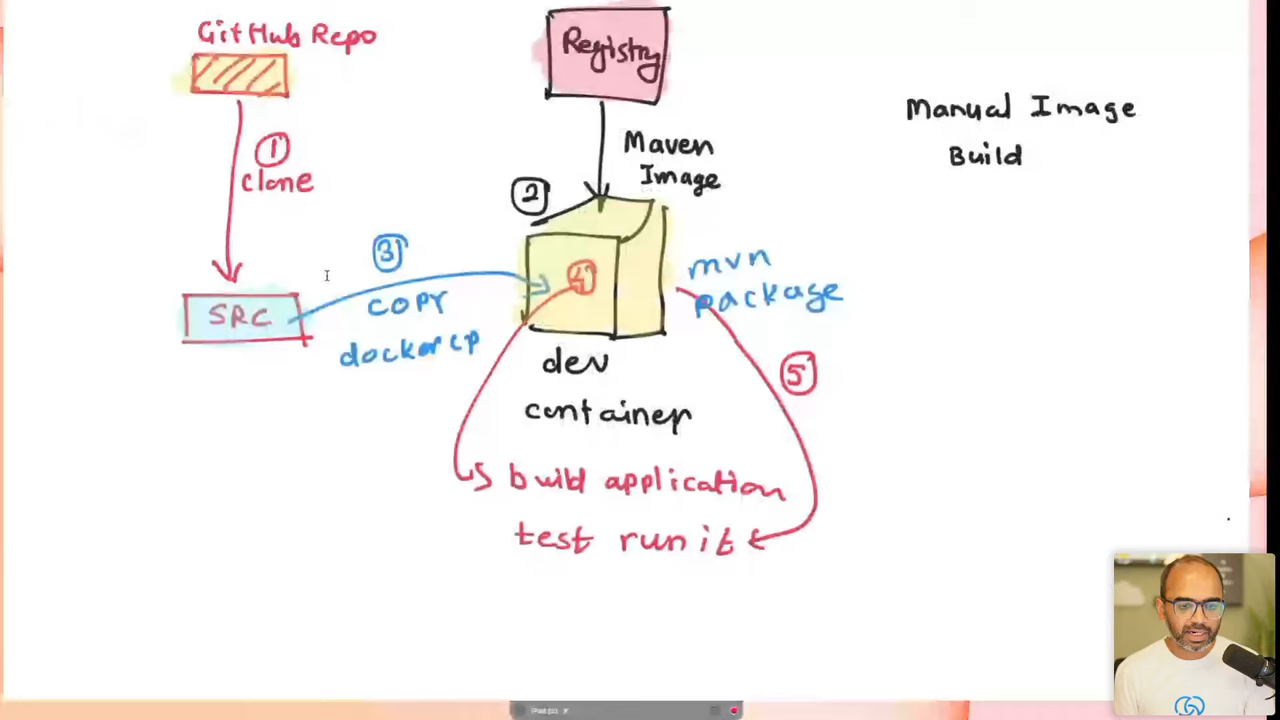 GitHub Repo
Registry
Manual Image
Build
1
clone
Maven
Image
2
3
SRC
copy
docker cp
4
mvn
package
5
dev
container
build application
test run it